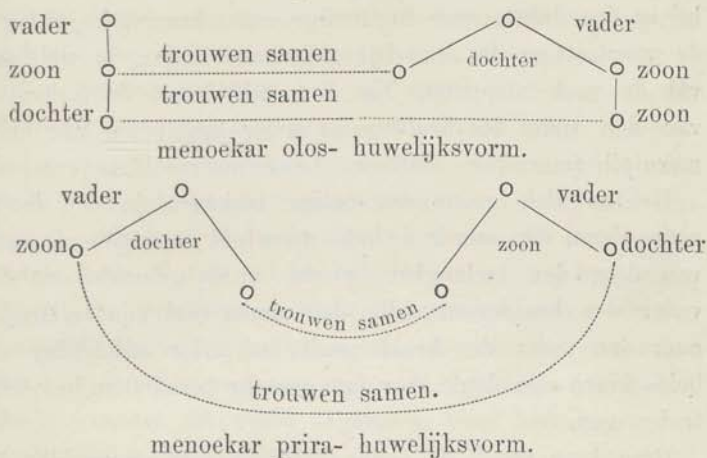 vader vader
trouwen samen
zoon dochter zoon
trouwen samen
dochter zoon
menoekar olos- huwelijksvorm.
vader vader
zoon dochter zoon dochter
trouwen samen
trouwen samen.
menoekar prira- huwelijksvorm.